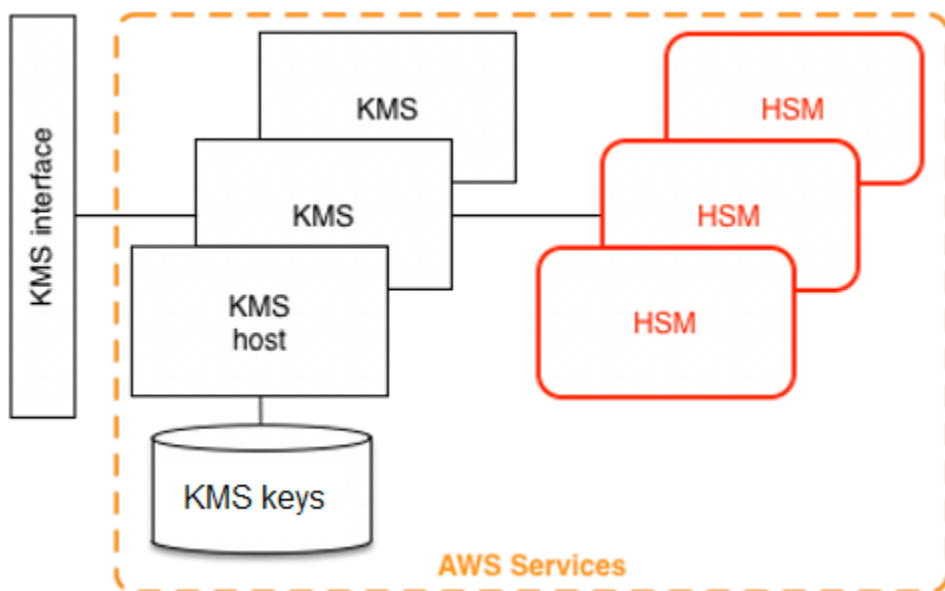 KMS interface
KMS
KMS
KMS
host
KMS keys
HSM
HSM
HSM
AWS Services